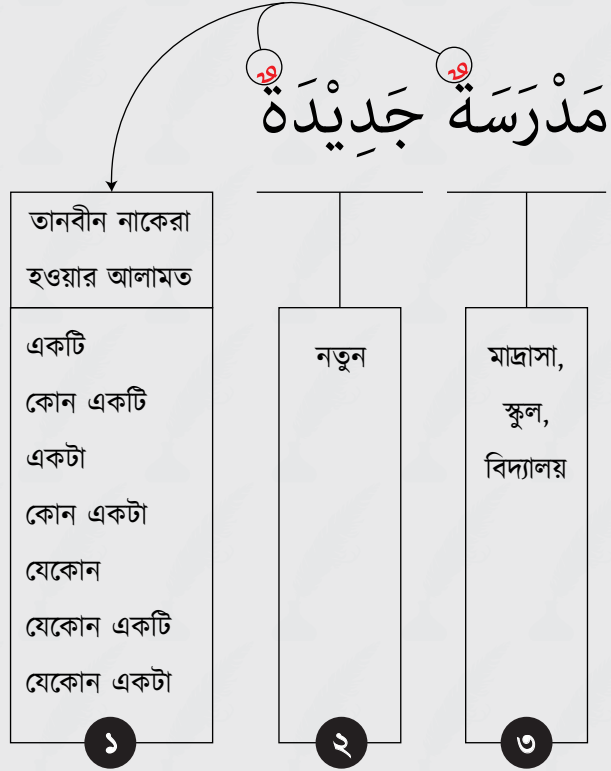 مَدْرَسَةٌ جَدِيْدَةٌ
তানবীন নাকেরা
হওয়ার আলামত
একটি
কোন একটি
একটা
কোন একটা
যেকোন
যেকোন একটি
যেকোন একটা
১
নতুন
২
মাদ্রাসা,
স্কুল,
বিদ্যালয়
৩